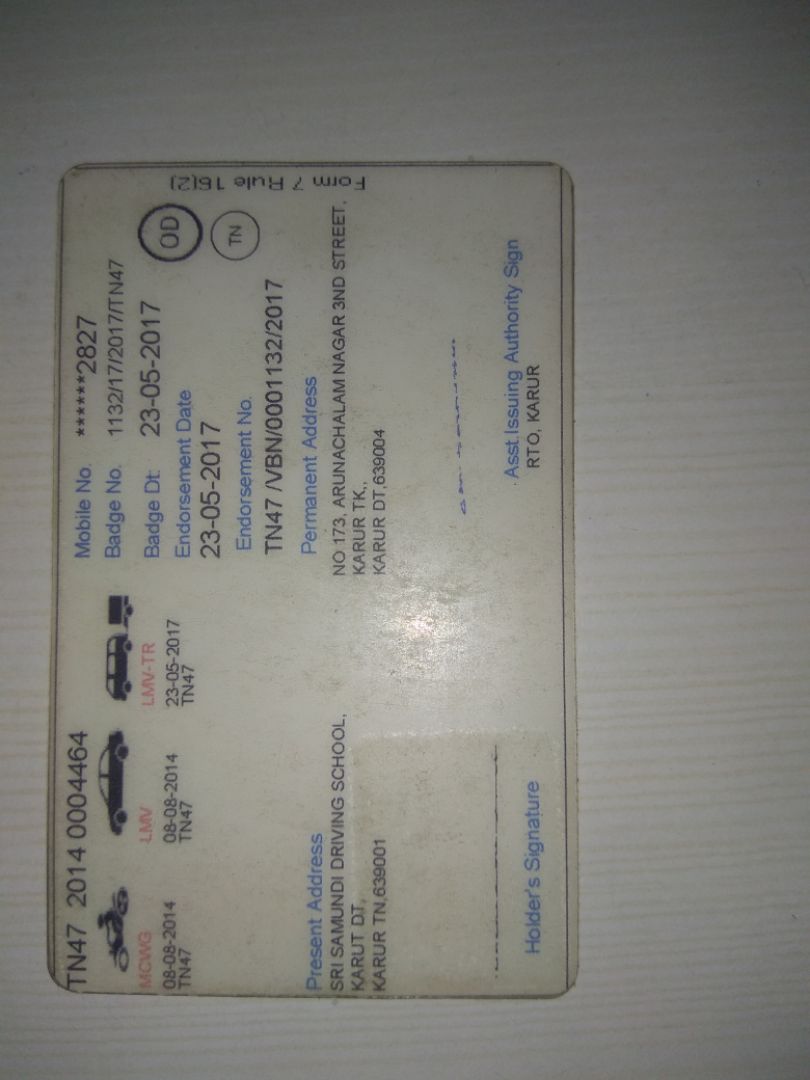 TN47 2014 0004464
MCWG
08-08-2014
TN47
LMV
08-08-2014
TN47
LMV-TR
23-05-2017
TN47
Mobile No. ******2827
Badge No. 1132/17/2017/TN47
Badge Dt: 23-05-2017
Endorsement Date
23-05-2017
Endorsement No.
TN47 /VBN/0001132/2017
OD
TN
Form 7 Rule 16(2)
Present Address
SRI SAMUNDI DRIVING SCHOOL,
KARUT DT,
KARUR TN,639001
Permanent Address
NO 173, ARUNACHALAM NAGAR 3ND STREET,
KARUR TK,,
KARUR DT,639004
Holder's Signature
Asst.Issuing Authority Sign
RTO, KARUR